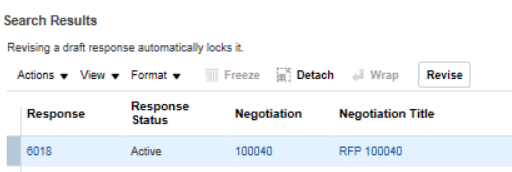 Search Results
Revising a draft response automatically locks it.
Actions View Format Freeze Detach Wrap Revise
Response Response Status Negotiation Negotiation Title
6018 Active 100040 RFP 100040